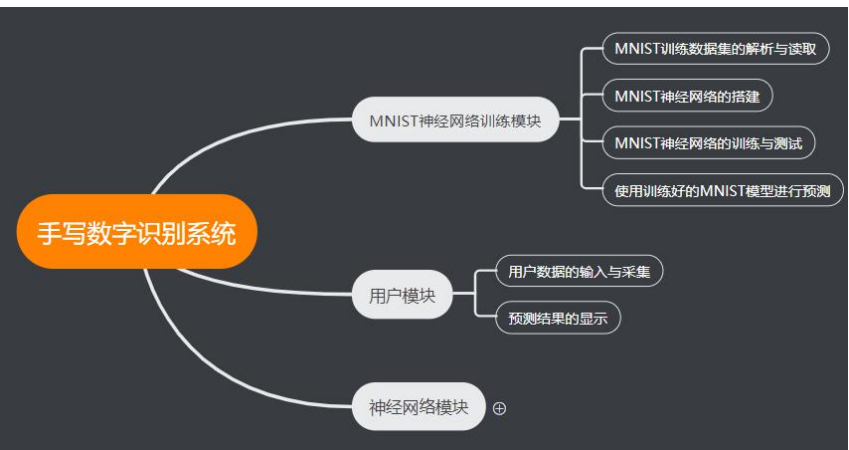 手写数字识别系统
MNIST神经网络训练模块
MNIST训练数据集的解析与读取
MNIST神经网络的搭建
MNIST神经网络的训练与测试
使用训练好的MNIST模型进行预测
用户模块
用户数据的输入与采集
预测结果的显示
神经网络模块